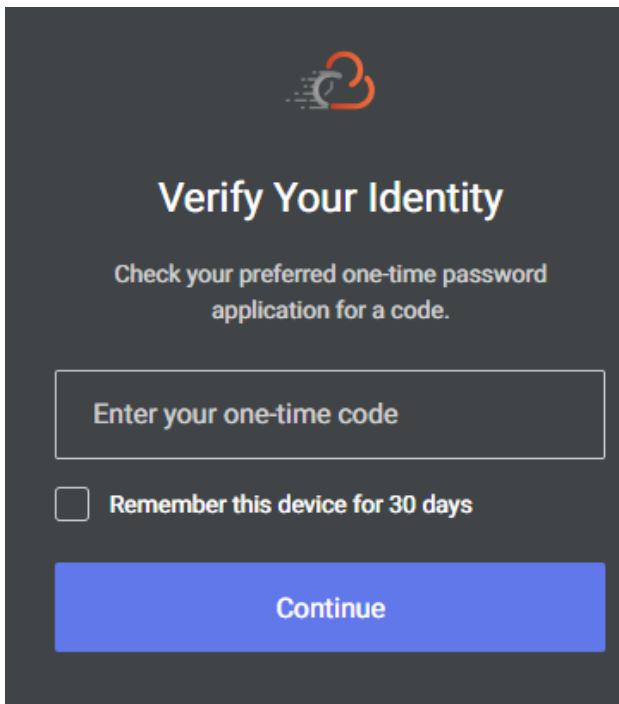 Verify Your Identity
Check your preferred one-time password
application for a code.
Enter your one-time code
Remember this device for 30 days
Continue